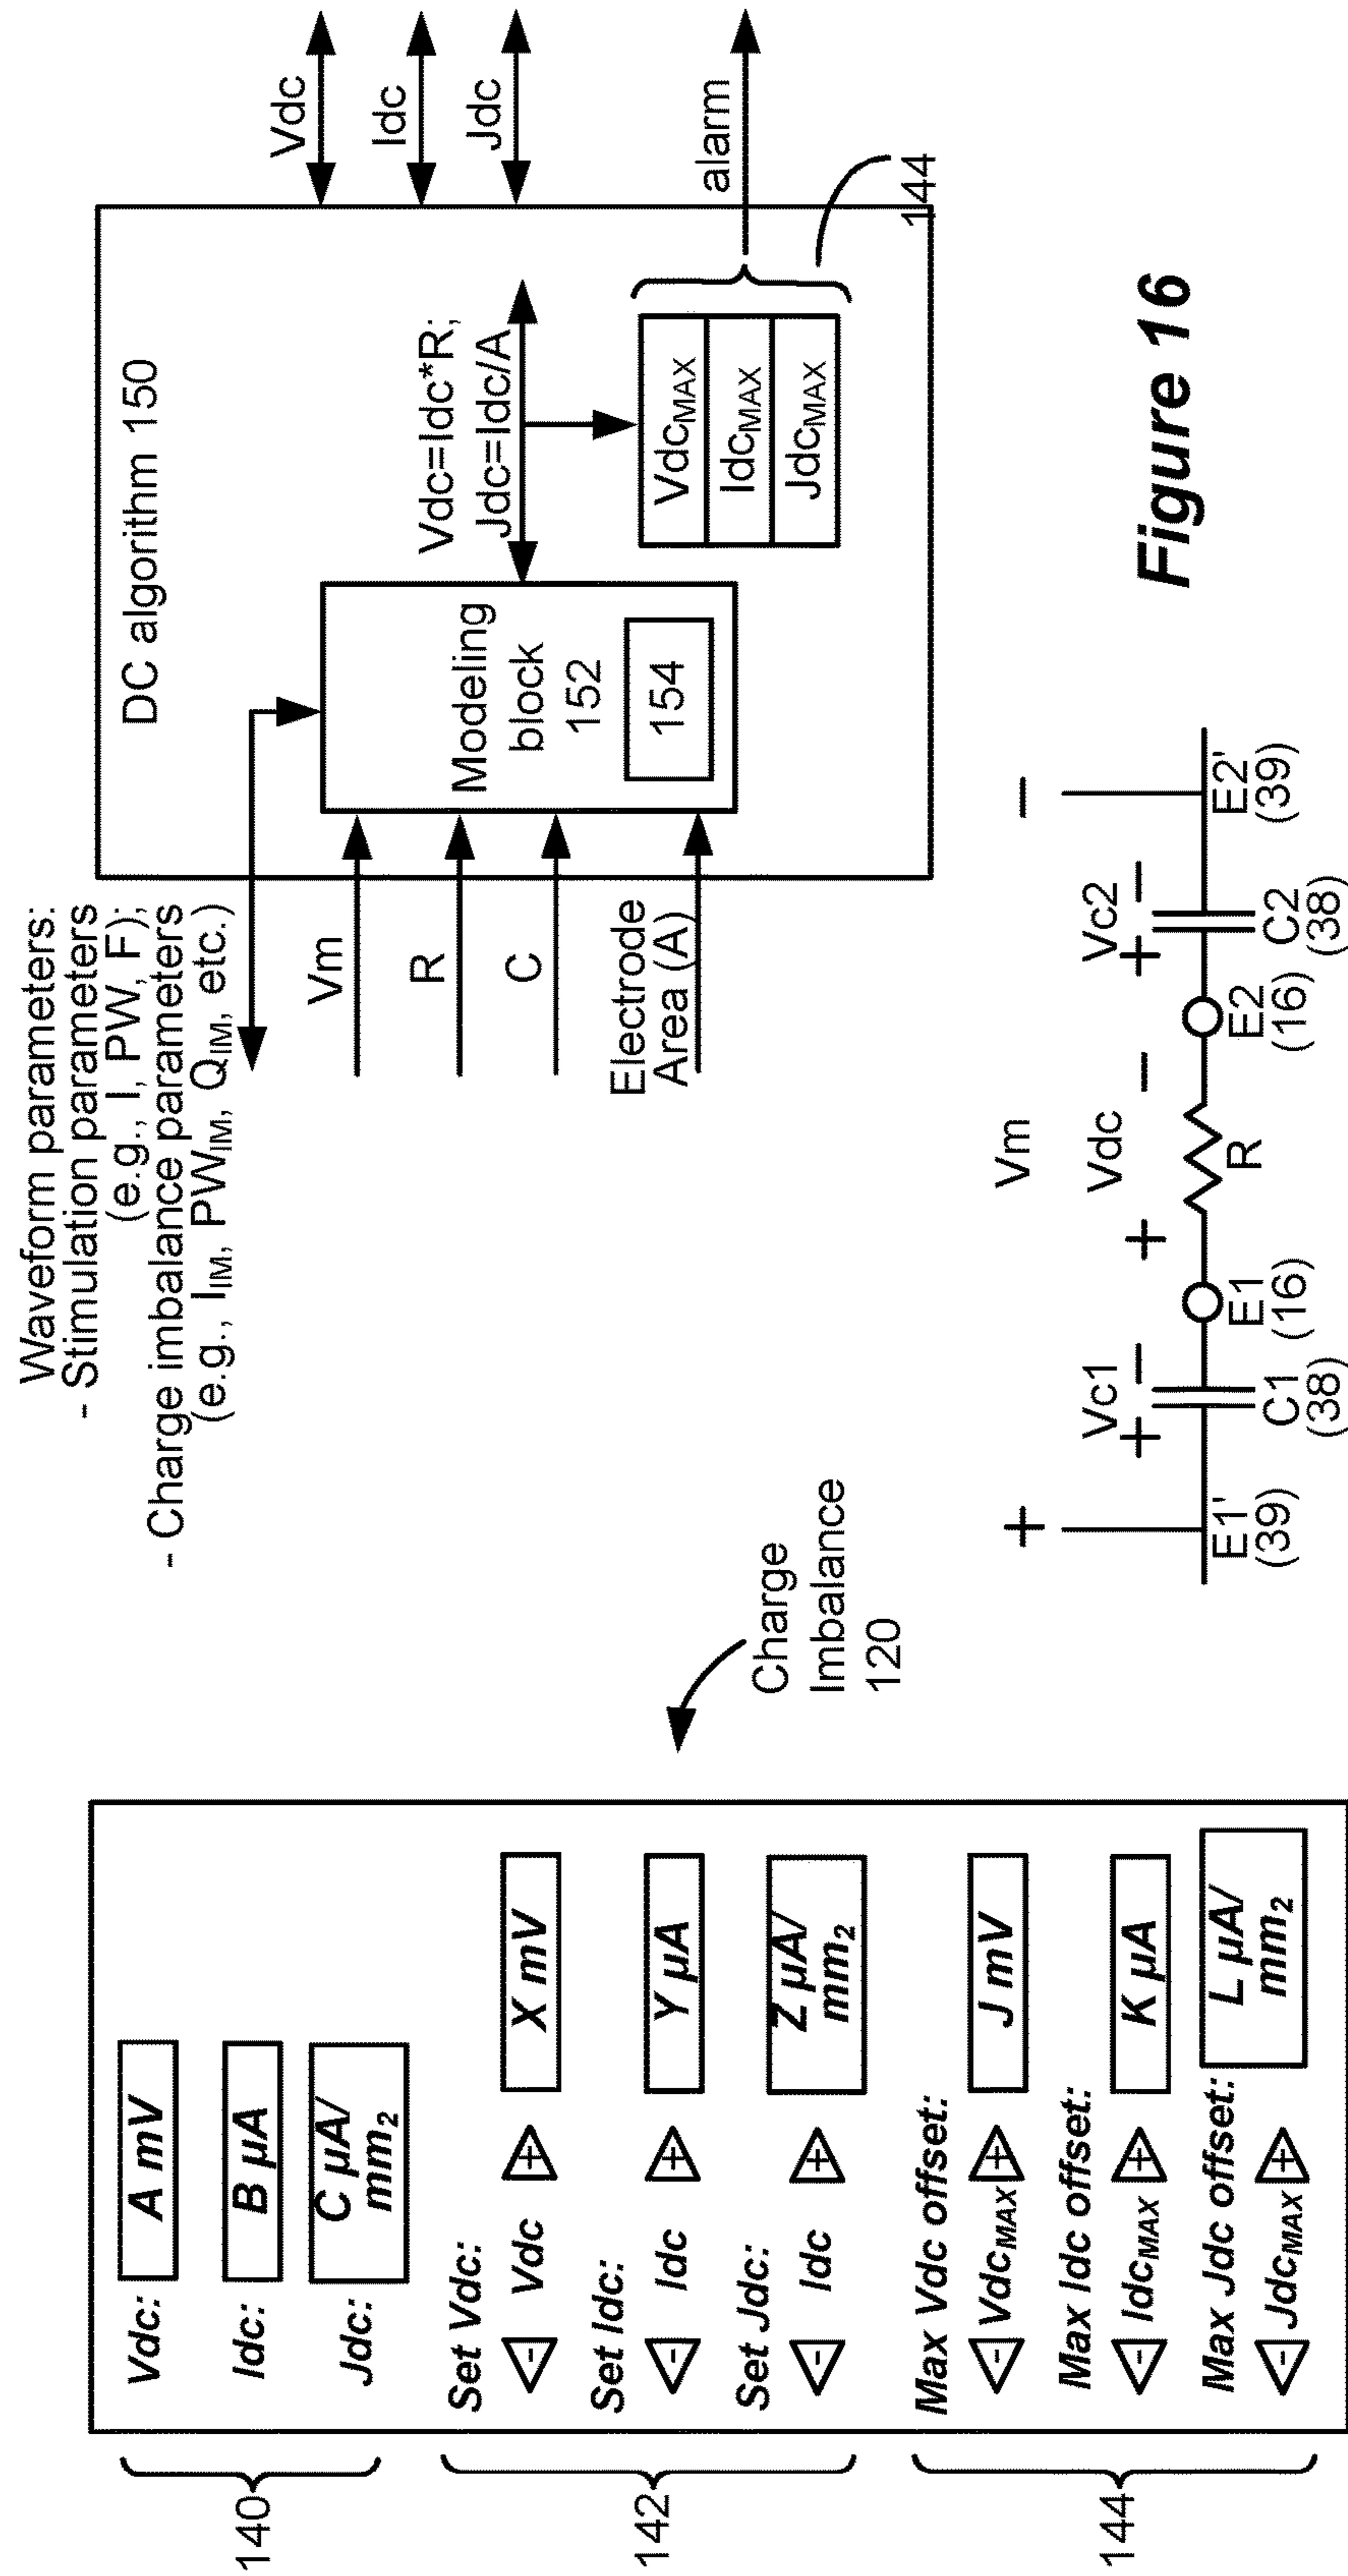 Vdc: A mV
Idc: B µA
Jdc: C µA/
mm2
140
Set Vdc:
- Vdc + X mV
Set Idc:
- Idc + Y µA
Set Jdc:
- Idc + Z µA/
mm2
142
Max Vdc offset:
- VdcMAX + J mV
Max Idc offset:
- IdcMAX + K µA
Max Jdc offset:
- JdcMAX + L µA/
mm2
144
Charge
Imbalance
120
Waveform parameters:
- Stimulation parameters
(e.g., I, PW, F);
- Charge imbalance parameters
(e.g., IIM, PWIM, QIM, etc.)
Vm
R
C
Electrode
Area (A)
DC algorithm 150
Modeling
block
152
154
Vdc=Idc*R;
Jdc=Idc/A
VdcMAX
IdcMAX
JdcMAX
144
Vdc
Idc
Jdc
alarm
+ Vm −
+ Vc1 − + Vdc − + Vc2 −
E1' C1 E1 R E2 C2 E2'
(39) (38) (16) (16) (38) (39)
Figure 16